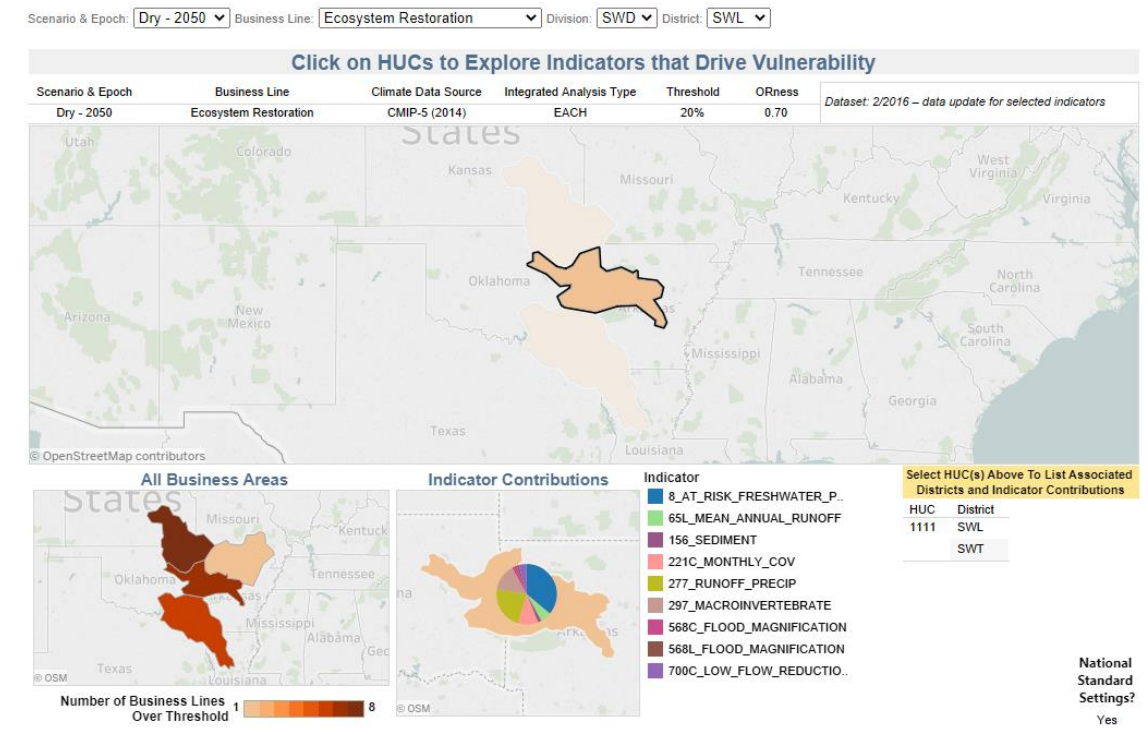 Scenario & Epoch: Dry - 2050 Business Line: Ecosystem Restoration Division: SWD District: SWL
Click on HUCs to Explore Indicators that Drive Vulnerability
Scenario & Epoch Business Line Climate Data Source Integrated Analysis Type Threshold ORness
Dry - 2050 Ecosystem Restoration CMIP-5 (2014) EACH 20% 0.70
Dataset: 2/2016 – data update for selected indicators
States
Utah
Colorado
Kansas
Missouri
West
Virginia
Kentucky
Virginia
Oklahoma
Tennessee
North
Carolina
Arizona
New
Mexico
Arkansas
South
Carolina
Mississippi
Alabama
Georgia
Texas
Louisiana
© OpenStreetMap contributors
All Business Areas
States
Missouri
Kentuck
Oklahoma
Tennessee
Arkansas
Mississippi
Alabama
Geo
Texas
Louisiana
© OSM
Number of Business Lines
Over Threshold
1
8
Indicator Contributions
na
Arkansas
© OSM
Indicator
8_AT_RISK_FRESHWATER_P..
65L_MEAN_ANNUAL_RUNOFF
156_SEDIMENT
221C_MONTHLY_COV
277_RUNOFF_PRECIP
297_MACROINVERTEBRATE
568C_FLOOD_MAGNIFICATION
568L_FLOOD_MAGNIFICATION
700C_LOW_FLOW_REDUCTIO..
Select HUC(s) Above To List Associated
Districts and Indicator Contributions
HUC District
1111 SWL
SWT
National
Standard
Settings?
Yes